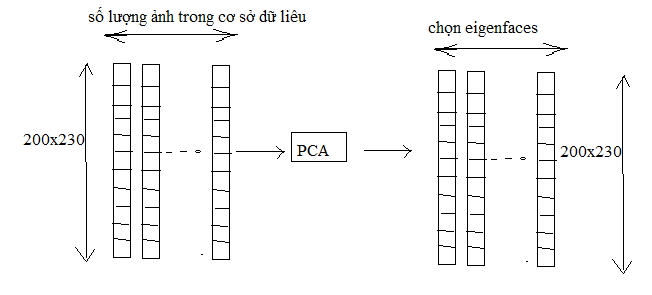 số lượng ảnh trong cơ sở dữ liêu
chọn eigenfaces
200x230
PCA
200x230